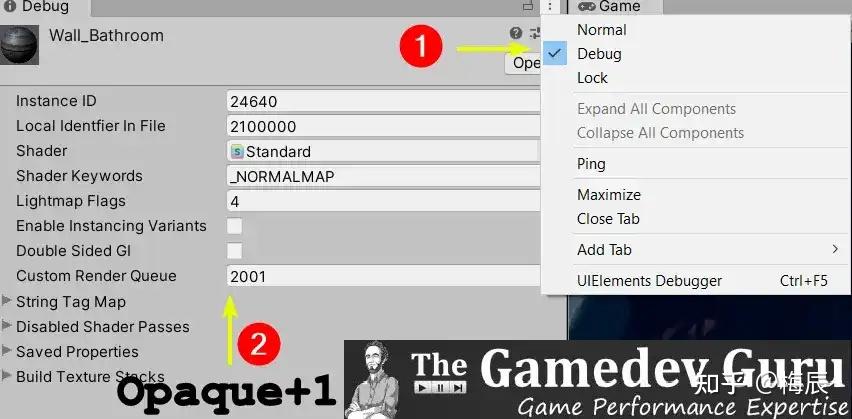 Debug
Game
Wall_Bathroom
1
Normal
Debug
Lock
Expand All Components
Collapse All Components
Ping
Maximize
Close Tab
Add Tab
UIElements Debugger Ctrl+F5
Ope
Instance ID 24640
Local Identfier In File 2100000
Shader Standard
Shader Keywords _NORMALMAP
Lightmap Flags 4
Enable Instancing Variants
Double Sided GI
Custom Render Queue 2001
String Tag Map
Disabled Shader Passes
Saved Properties
Build Texture Stacks
2
Opaque+1
The Gamedev Guru
Game Performance Expertise
知乎 @梅辰